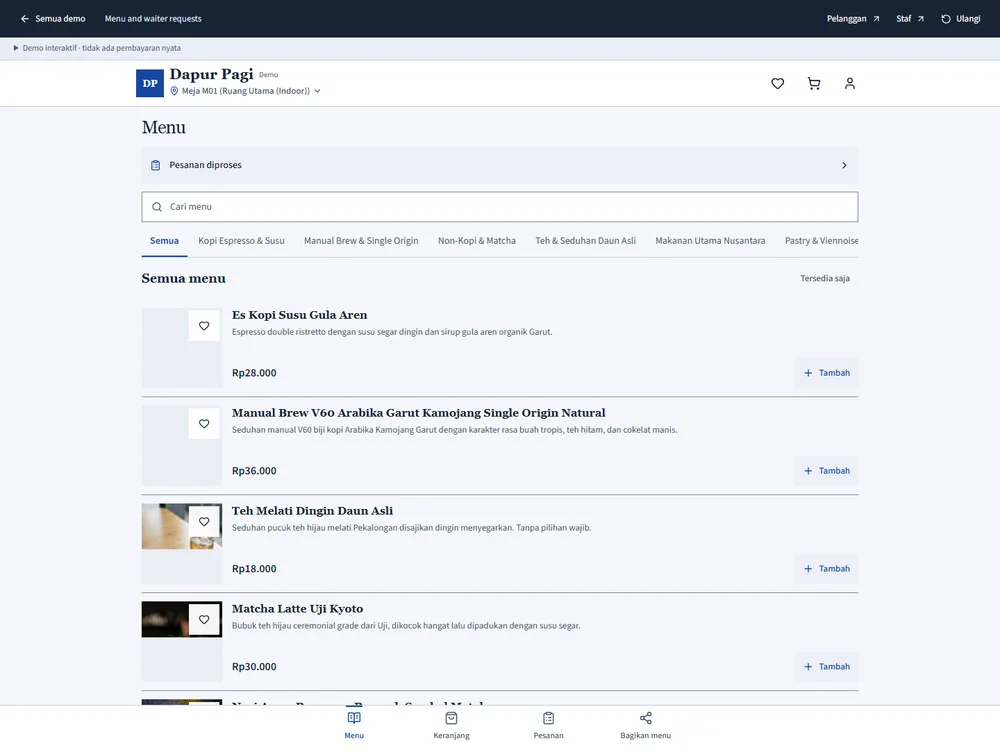 Semua demo
Menu and waiter requests
Pelanggan
Staf
Ulangi
Demo interaktif · tidak ada pembayaran nyata
DP
Dapur Pagi
Demo
Meja M01 (Ruang Utama (Indoor))
Menu
Pesanan diproses
Cari menu
Semua
Kopi Espresso & Susu
Manual Brew & Single Origin
Non-Kopi & Matcha
Teh & Seduhan Daun Asli
Makanan Utama Nusantara
Pastry & Viennoise
Semua menu
Tersedia saja
Es Kopi Susu Gula Aren
Espresso double ristretto dengan susu segar dingin dan sirup gula aren organik Garut.
Rp28.000
Tambah
Manual Brew V60 Arabika Garut Kamojang Single Origin Natural
Seduhan manual V60 biji kopi Arabika Kamojang Garut dengan karakter rasa buah tropis, teh hitam, dan cokelat manis.
Rp36.000
Tambah
Teh Melati Dingin Daun Asli
Seduhan pucuk teh hijau melati Pekalongan disajikan dingin menyegarkan. Tanpa pilihan wajib.
Rp18.000
Tambah
Matcha Latte Uji Kyoto
Bubuk teh hijau ceremonial grade dari Uji, dikocok hangat lalu dipadukan dengan susu segar.
Rp30.000
Tambah
Menu
Keranjang
Pesanan
Bagikan menu